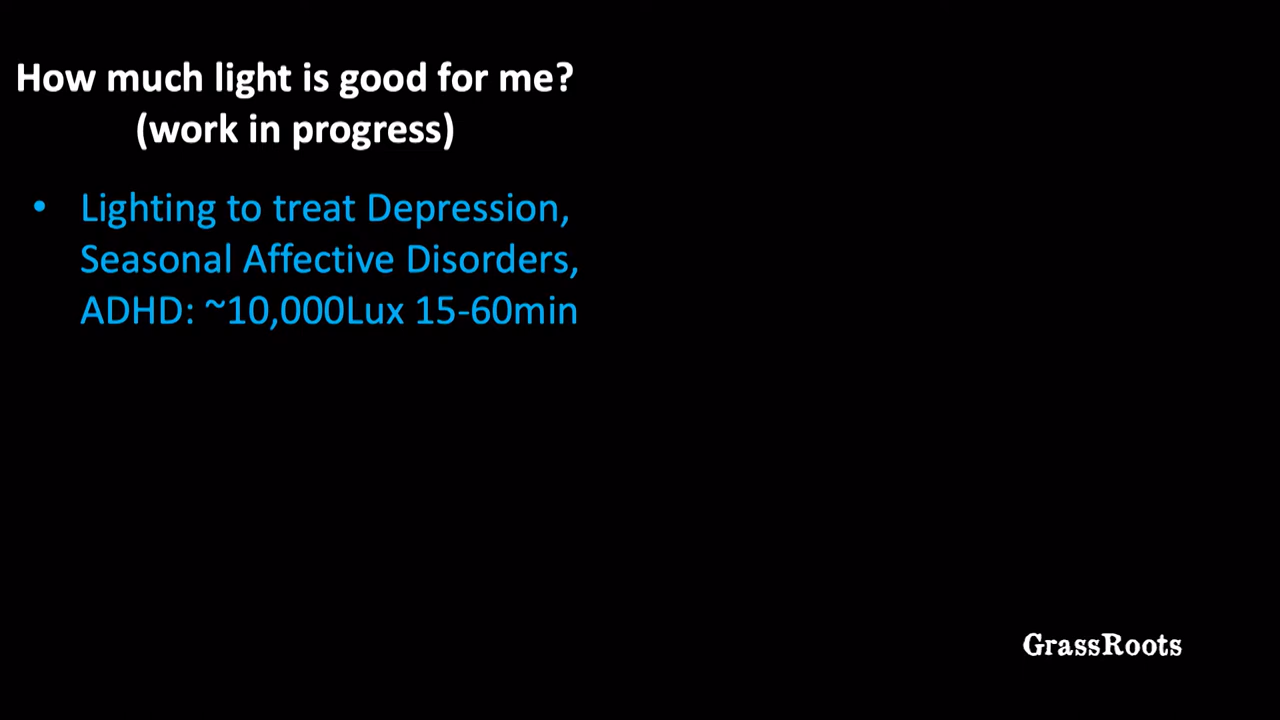 How much light is good for me?
(work in progress)
• Lighting to treat Depression,
Seasonal Affective Disorders,
ADHD: ~10,000Lux 15-60min
GrassRoots